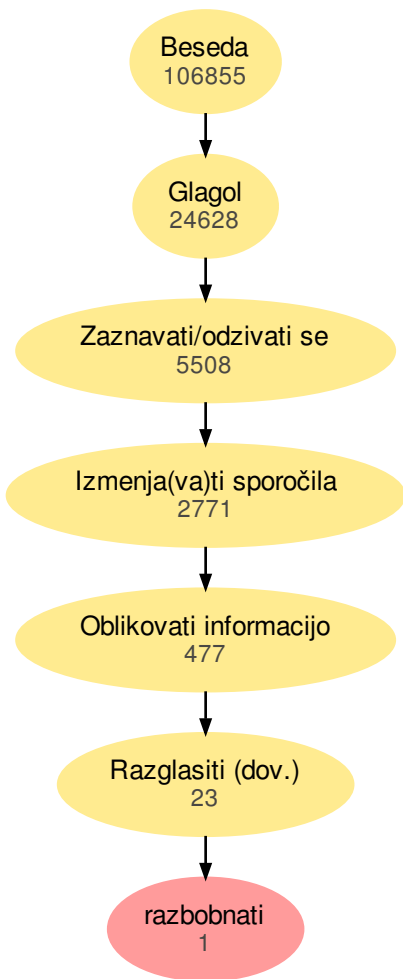 Beseda
106855
Glagol
24628
Zaznavati/odzivati se
5508
Izmenja(va)ti sporočila
2771
Oblikovati informacijo
477
Razglasiti (dov.)
23
razbobnati
1